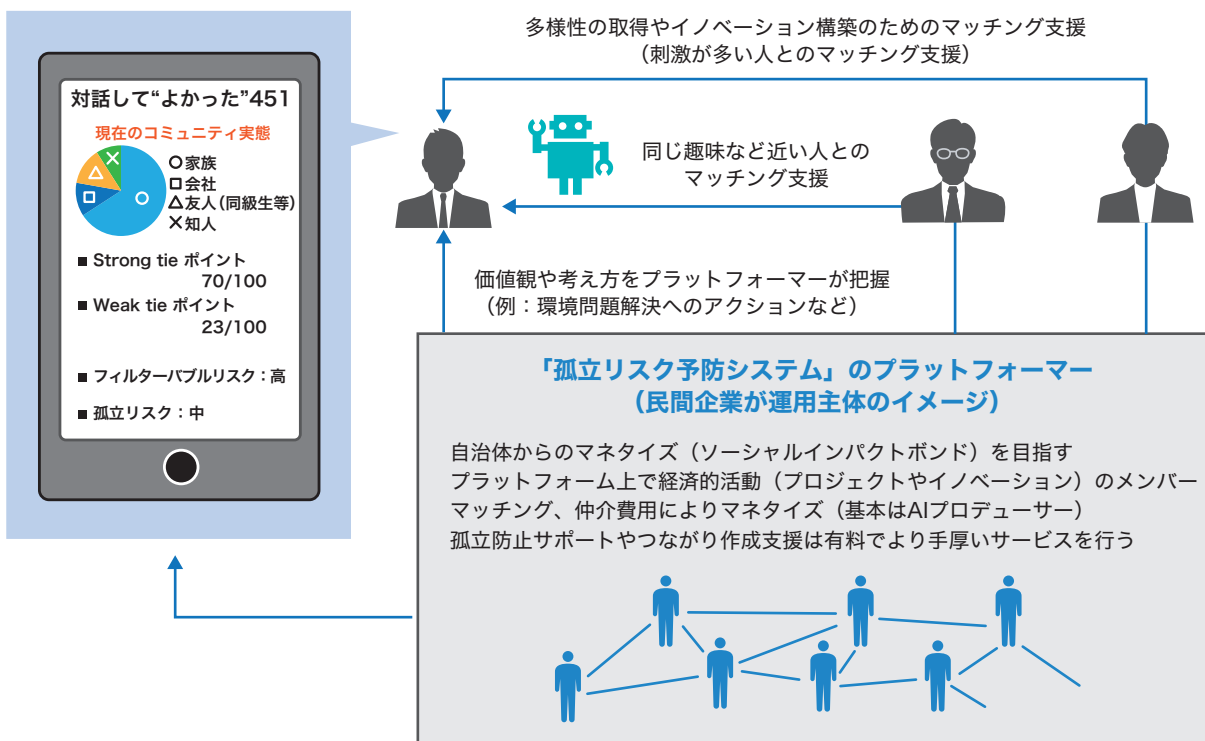 多様性の取得やイノベーション構築のためのマッチング支援
（刺激が多い人とのマッチング支援）
対話して“よかった”451
現在のコミュニティ実態
○家族
□会社
△友人（同級生等）
×知人
■ Strong tie ポイント
70/100
■ Weak tie ポイント
23/100
■ フィルターバブルリスク：高
■ 孤立リスク：中
同じ趣味など近い人との
マッチング支援
価値観や考え方をプラットフォーマーが把握
（例：環境問題解決へのアクションなど）
「孤立リスク予防システム」のプラットフォーマー
（民間企業が運用主体のイメージ）
自治体からのマネタイズ（ソーシャルインパクトボンド）を目指す
プラットフォーム上で経済的活動（プロジェクトやイノベーション）のメンバー
マッチング、仲介費用によりマネタイズ（基本はAIプロデューサー）
孤立防止サポートやつながり作成支援は有料でより手厚いサービスを行う